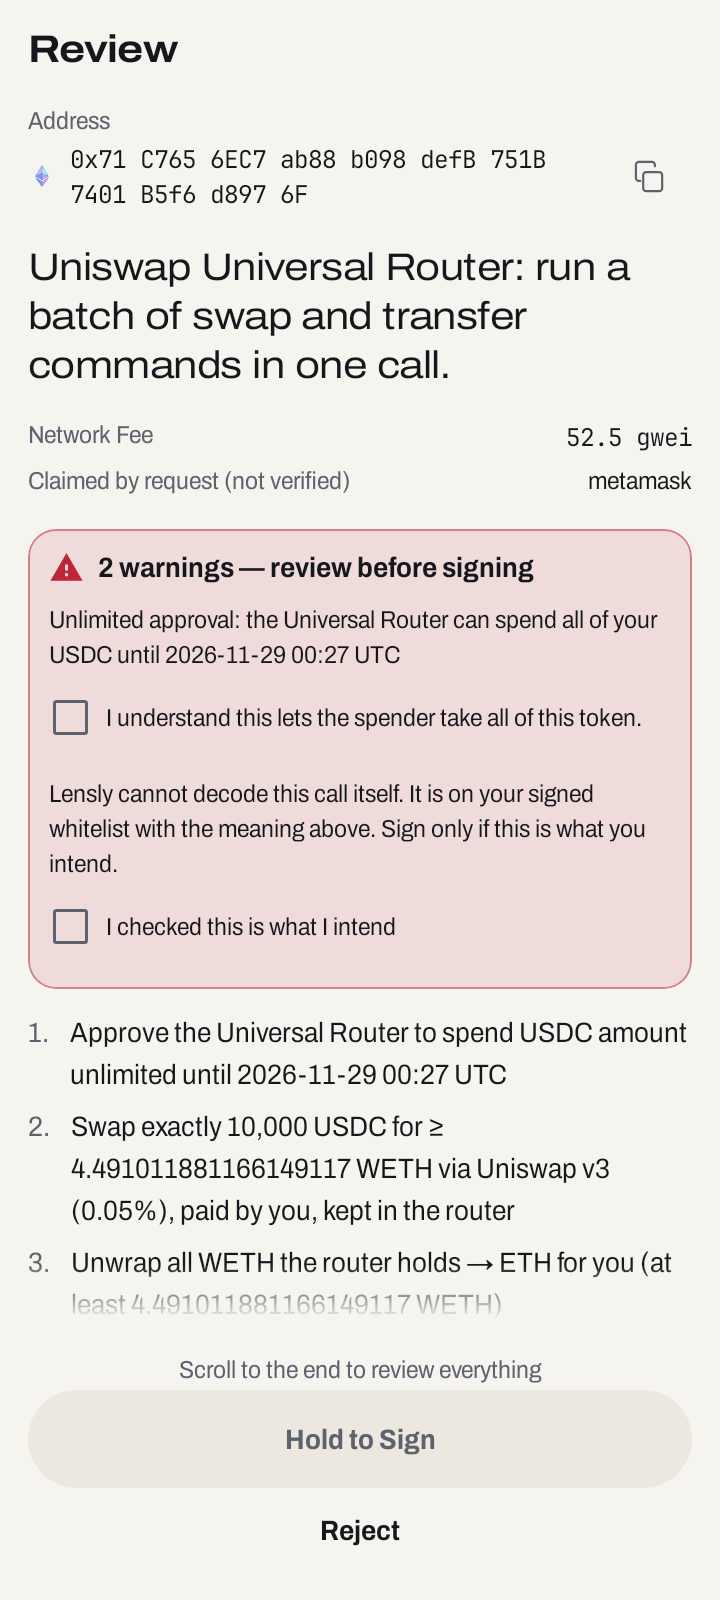 Review
Address
0x71 C765 6EC7 ab88 b098 defB 751B
7401 B5f6 d897 6F
Uniswap Universal Router: run a
batch of swap and transfer
commands in one call.
Network Fee 52.5 gwei
Claimed by request (not verified) metamask
2 warnings — review before signing
Unlimited approval: the Universal Router can spend all of your
USDC until 2026-11-29 00:27 UTC
I understand this lets the spender take all of this token.
Lensly cannot decode this call itself. It is on your signed
whitelist with the meaning above. Sign only if this is what you
intend.
I checked this is what I intend
1. Approve the Universal Router to spend USDC amount
unlimited until 2026-11-29 00:27 UTC
2. Swap exactly 10,000 USDC for ≥
4.491011881166149117 WETH via Uniswap v3
(0.05%), paid by you, kept in the router
3. Unwrap all WETH the router holds → ETH for you (at
least 4.491011881166149117 WETH)
Scroll to the end to review everything
Hold to Sign
Reject